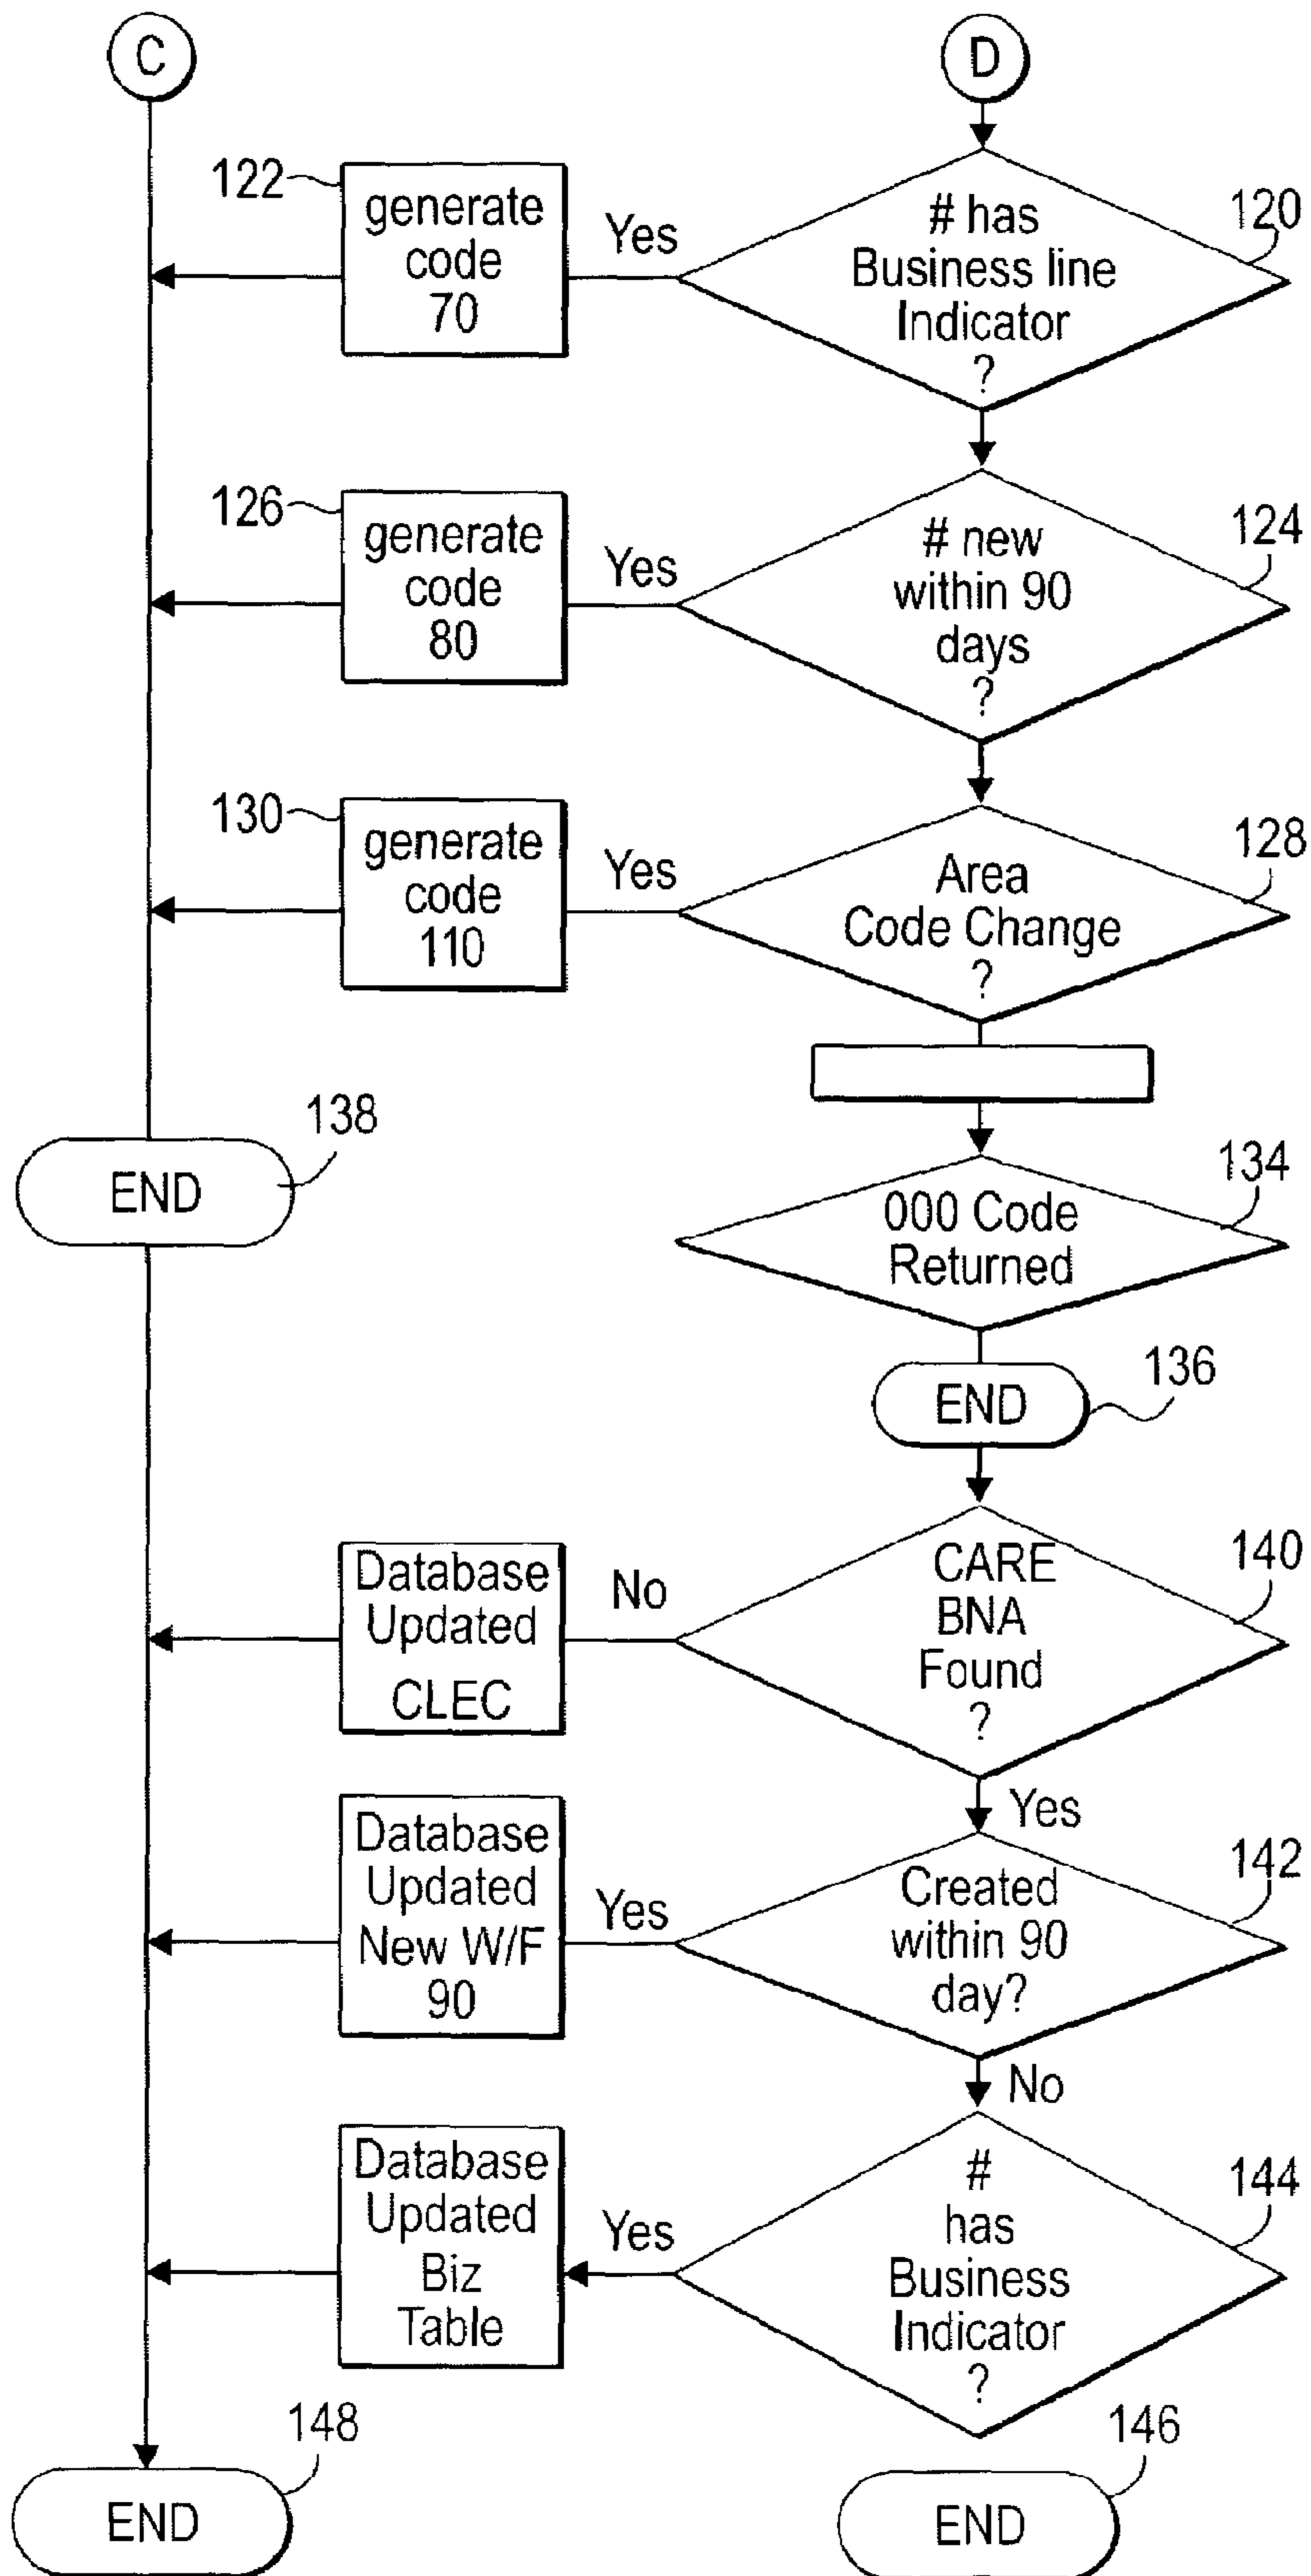 C
D
122
generate
code
70
Yes
# has
Business line
Indicator
?
120
126
generate
code
80
Yes
# new
within 90
days
?
124
130
generate
code
110
Yes
Area
Code Change
?
128
END
138
000 Code
Returned
134
END
136
Database
Updated
CLEC
No
CARE
BNA
Found
?
140
Yes
Database
Updated
New W/F
90
Yes
Created
within 90
day?
142
No
Database
Updated
Biz
Table
Yes
#
has
Business
Indicator
?
144
END
148
END
146